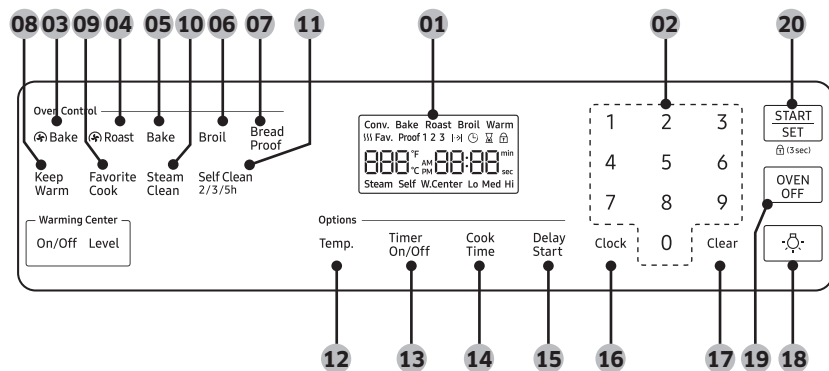 08 03 09 04 05 10 06 07 11 01 02 20
Oven Control
Bake Roast Bake Broil Bread Proof
Keep Warm Favorite Cook Steam Clean Self Clean 2/3/5h
Warming Center
On/Off Level
Conv. Bake Roast Broil Warm
Fav. Proof 1 2 3
888 °F °C AM PM 88:88 min sec
Steam Self W.Center Lo Med Hi
Options
Temp. Timer On/Off Cook Time Delay Start Clock
1 2 3
4 5 6
7 8 9
0
Clear
START
SET
(3 sec)
OVEN
OFF
12 13 14 15 16 17 19 18